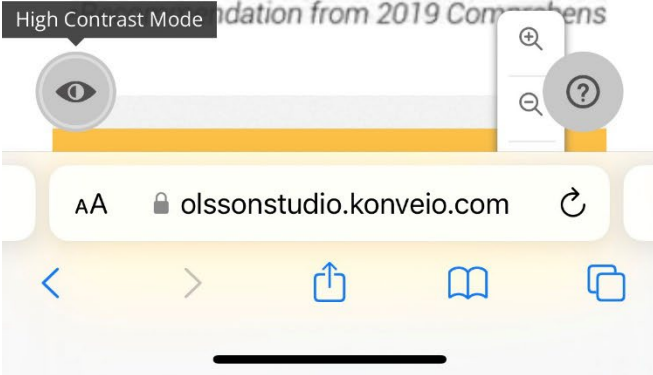 High Contrast Mode
ndation from 2019 Comprehens
AA
olssonstudio.konveio.com